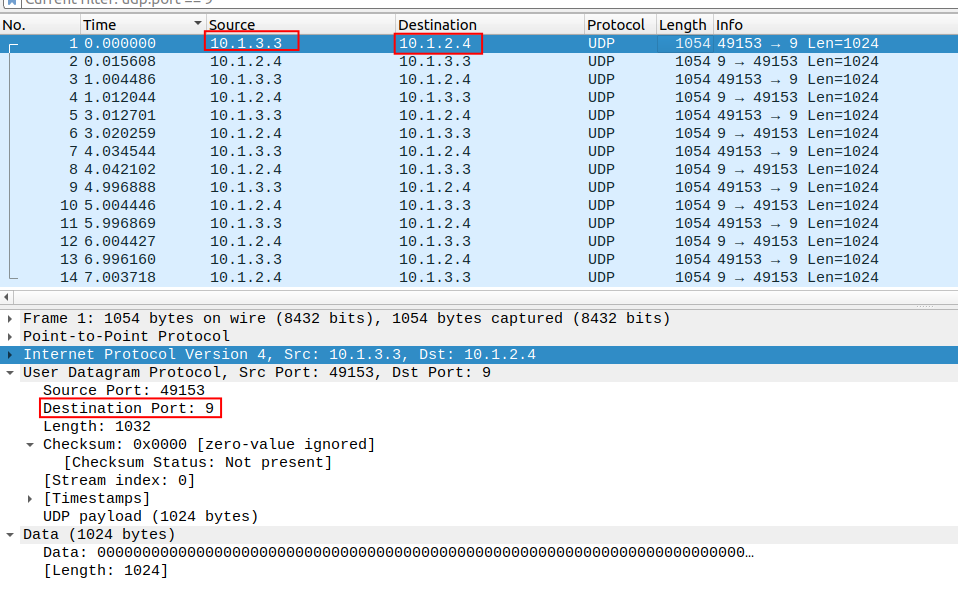 Current filter: udp.port == 9
No. Time Source Destination Protocol Length Info
1 0.000000 10.1.3.3 10.1.2.4 UDP 1054 49153 → 9 Len=1024
2 0.015608 10.1.2.4 10.1.3.3 UDP 1054 9 → 49153 Len=1024
3 1.004486 10.1.3.3 10.1.2.4 UDP 1054 49153 → 9 Len=1024
4 1.012044 10.1.2.4 10.1.3.3 UDP 1054 9 → 49153 Len=1024
5 3.012701 10.1.3.3 10.1.2.4 UDP 1054 49153 → 9 Len=1024
6 3.020259 10.1.2.4 10.1.3.3 UDP 1054 9 → 49153 Len=1024
7 4.034544 10.1.3.3 10.1.2.4 UDP 1054 49153 → 9 Len=1024
8 4.042102 10.1.2.4 10.1.3.3 UDP 1054 9 → 49153 Len=1024
9 4.996888 10.1.3.3 10.1.2.4 UDP 1054 49153 → 9 Len=1024
10 5.004446 10.1.2.4 10.1.3.3 UDP 1054 9 → 49153 Len=1024
11 5.996869 10.1.3.3 10.1.2.4 UDP 1054 49153 → 9 Len=1024
12 6.004427 10.1.2.4 10.1.3.3 UDP 1054 9 → 49153 Len=1024
13 6.996160 10.1.3.3 10.1.2.4 UDP 1054 49153 → 9 Len=1024
14 7.003718 10.1.2.4 10.1.3.3 UDP 1054 9 → 49153 Len=1024
Frame 1: 1054 bytes on wire (8432 bits), 1054 bytes captured (8432 bits)
Point-to-Point Protocol
Internet Protocol Version 4, Src: 10.1.3.3, Dst: 10.1.2.4
User Datagram Protocol, Src Port: 49153, Dst Port: 9
Source Port: 49153
Destination Port: 9
Length: 1032
Checksum: 0x0000 [zero-value ignored]
[Checksum Status: Not present]
[Stream index: 0]
[Timestamps]
UDP payload (1024 bytes)
Data (1024 bytes)
Data: 000000000000000000000000000000000000000000000000000000000000000000000000…
[Length: 1024]